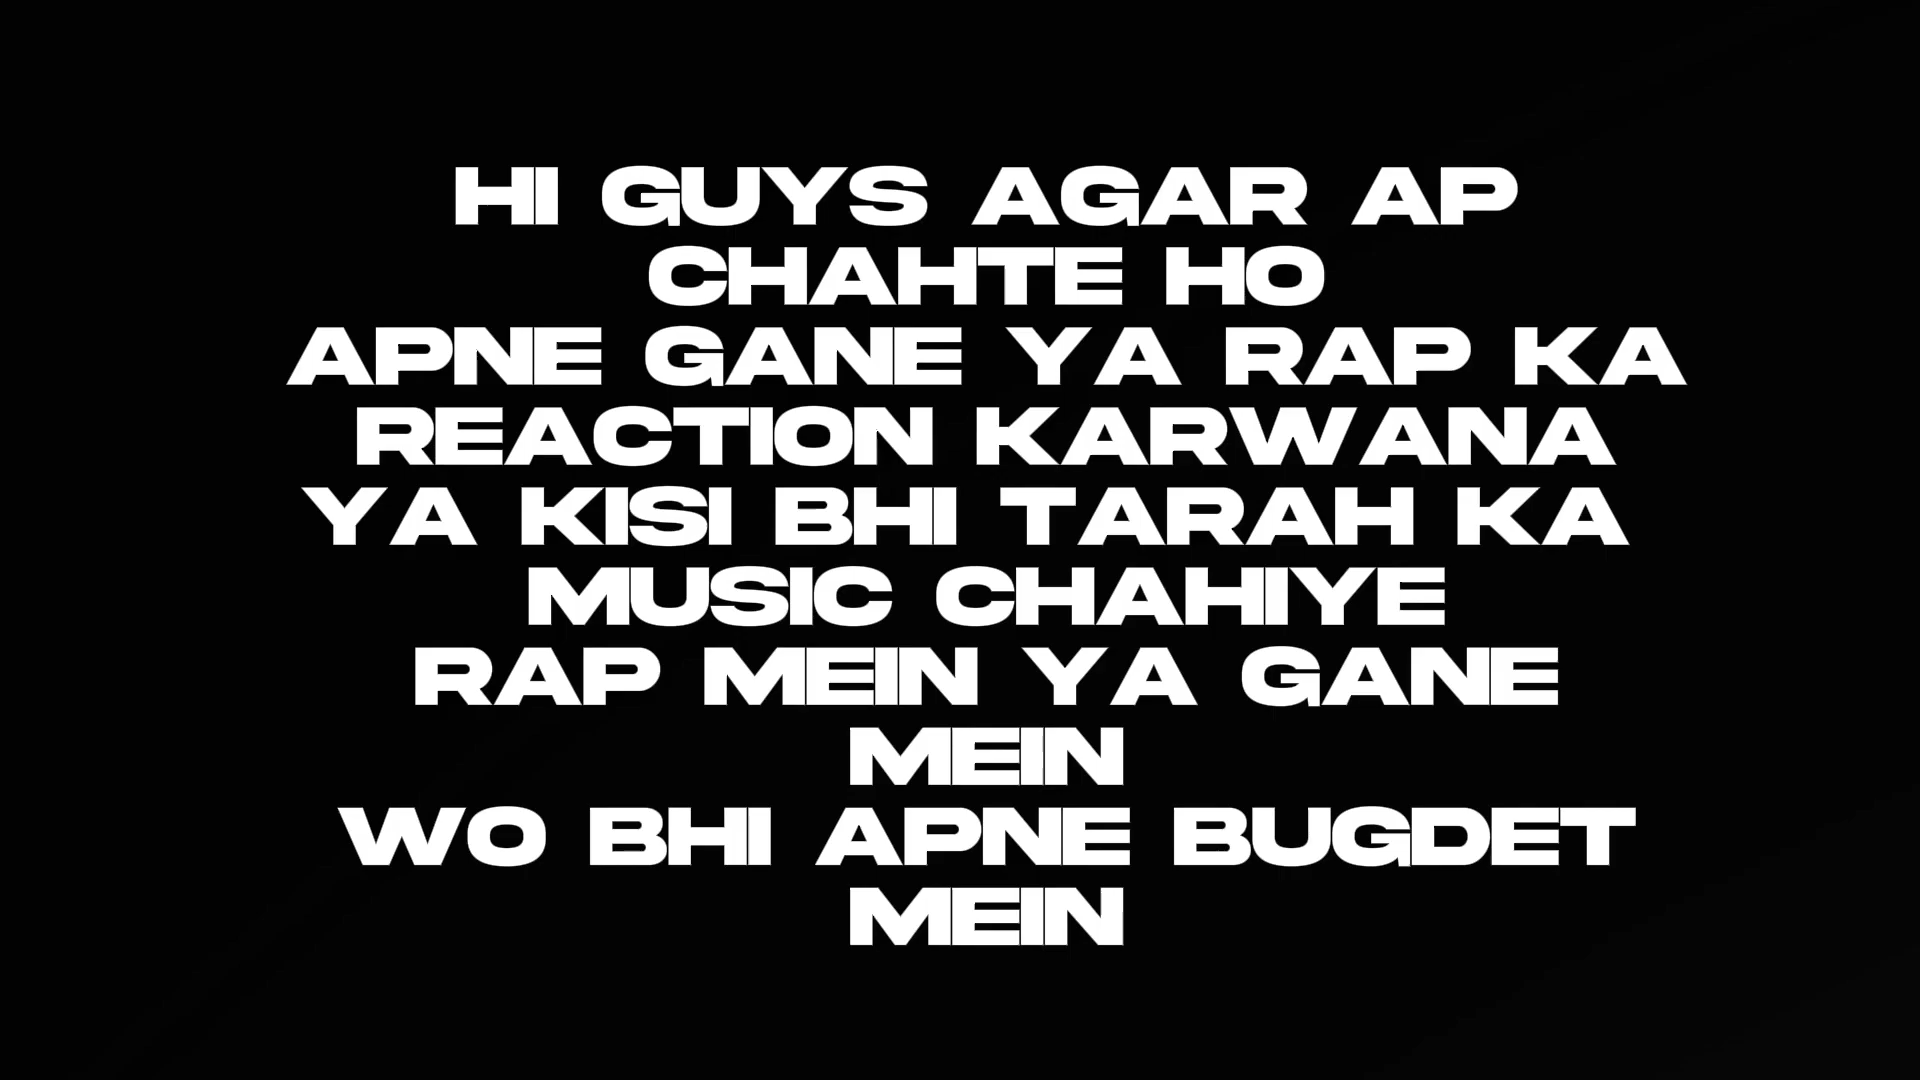 HI GUYS AGAR AP
CHAHTE HO
APNE GANE YA RAP KA
REACTION KARWANA
YA KISI BHI TARAH KA
MUSIC CHAHIYE
RAP MEIN YA GANE
MEIN
WO BHI APNE BUGDET
MEIN